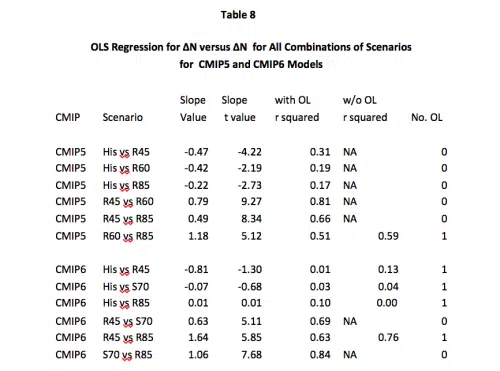 Table 8
OLS Regression for ΔN versus ΔN for All Combinations of Scenarios
for CMIP5 and CMIP6 Models
Slope Slope with OL w/o OL
CMIP Scenario Value t value r squared r squared No. OL
CMIP5 His vs R45 -0.47 -4.22 0.31 NA 0
CMIP5 His vs R60 -0.42 -2.19 0.19 NA 0
CMIP5 His vs R85 -0.22 -2.73 0.17 NA 0
CMIP5 R45 vs R60 0.79 9.27 0.81 NA 0
CMIP5 R45 vs R85 0.49 8.34 0.66 NA 0
CMIP5 R60 vs R85 1.18 5.12 0.51 0.59 1
CMIP6 His vs R45 -0.81 -1.30 0.01 0.13 1
CMIP6 His vs S70 -0.07 -0.68 0.03 0.04 1
CMIP6 His vs R85 0.01 0.01 0.10 0.00 1
CMIP6 R45 vs S70 0.63 5.11 0.69 NA 0
CMIP6 R45 vs R85 1.64 5.85 0.63 0.76 1
CMIP6 S70 vs R85 1.06 7.68 0.84 NA 0